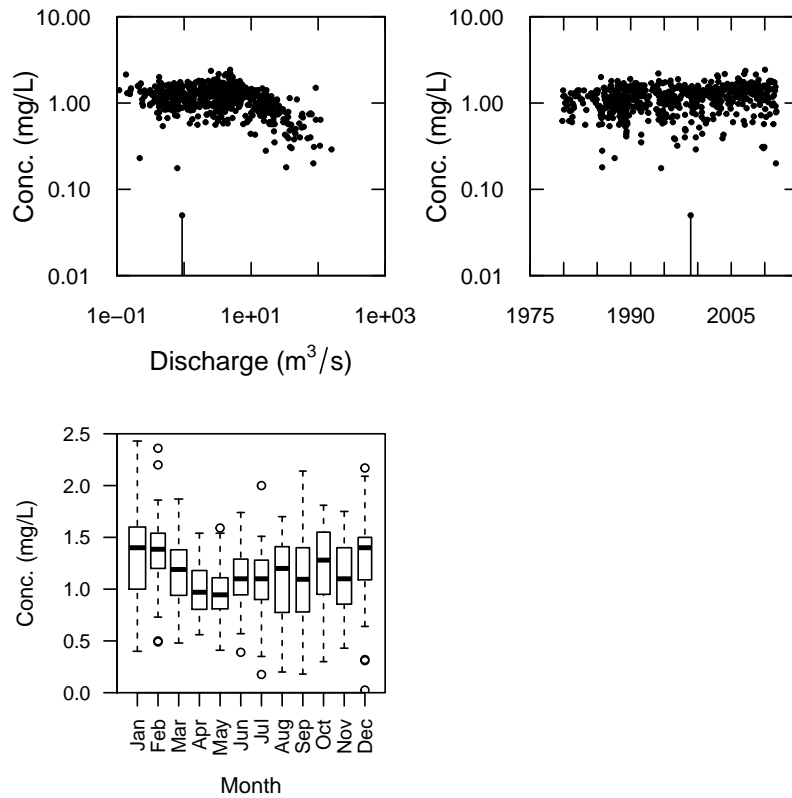 10.00
1.00
0.10
0.01
Conc. (mg/L)
1e−01
1e+01
1e+03
Discharge (m³/s)
10.00
1.00
0.10
0.01
Conc. (mg/L)
1975
1990
2005
2.5
2.0
1.5
1.0
0.5
0.0
Conc. (mg/L)
Jan
Feb
Mar
Apr
May
Jun
Jul
Aug
Sep
Oct
Nov
Dec
Month